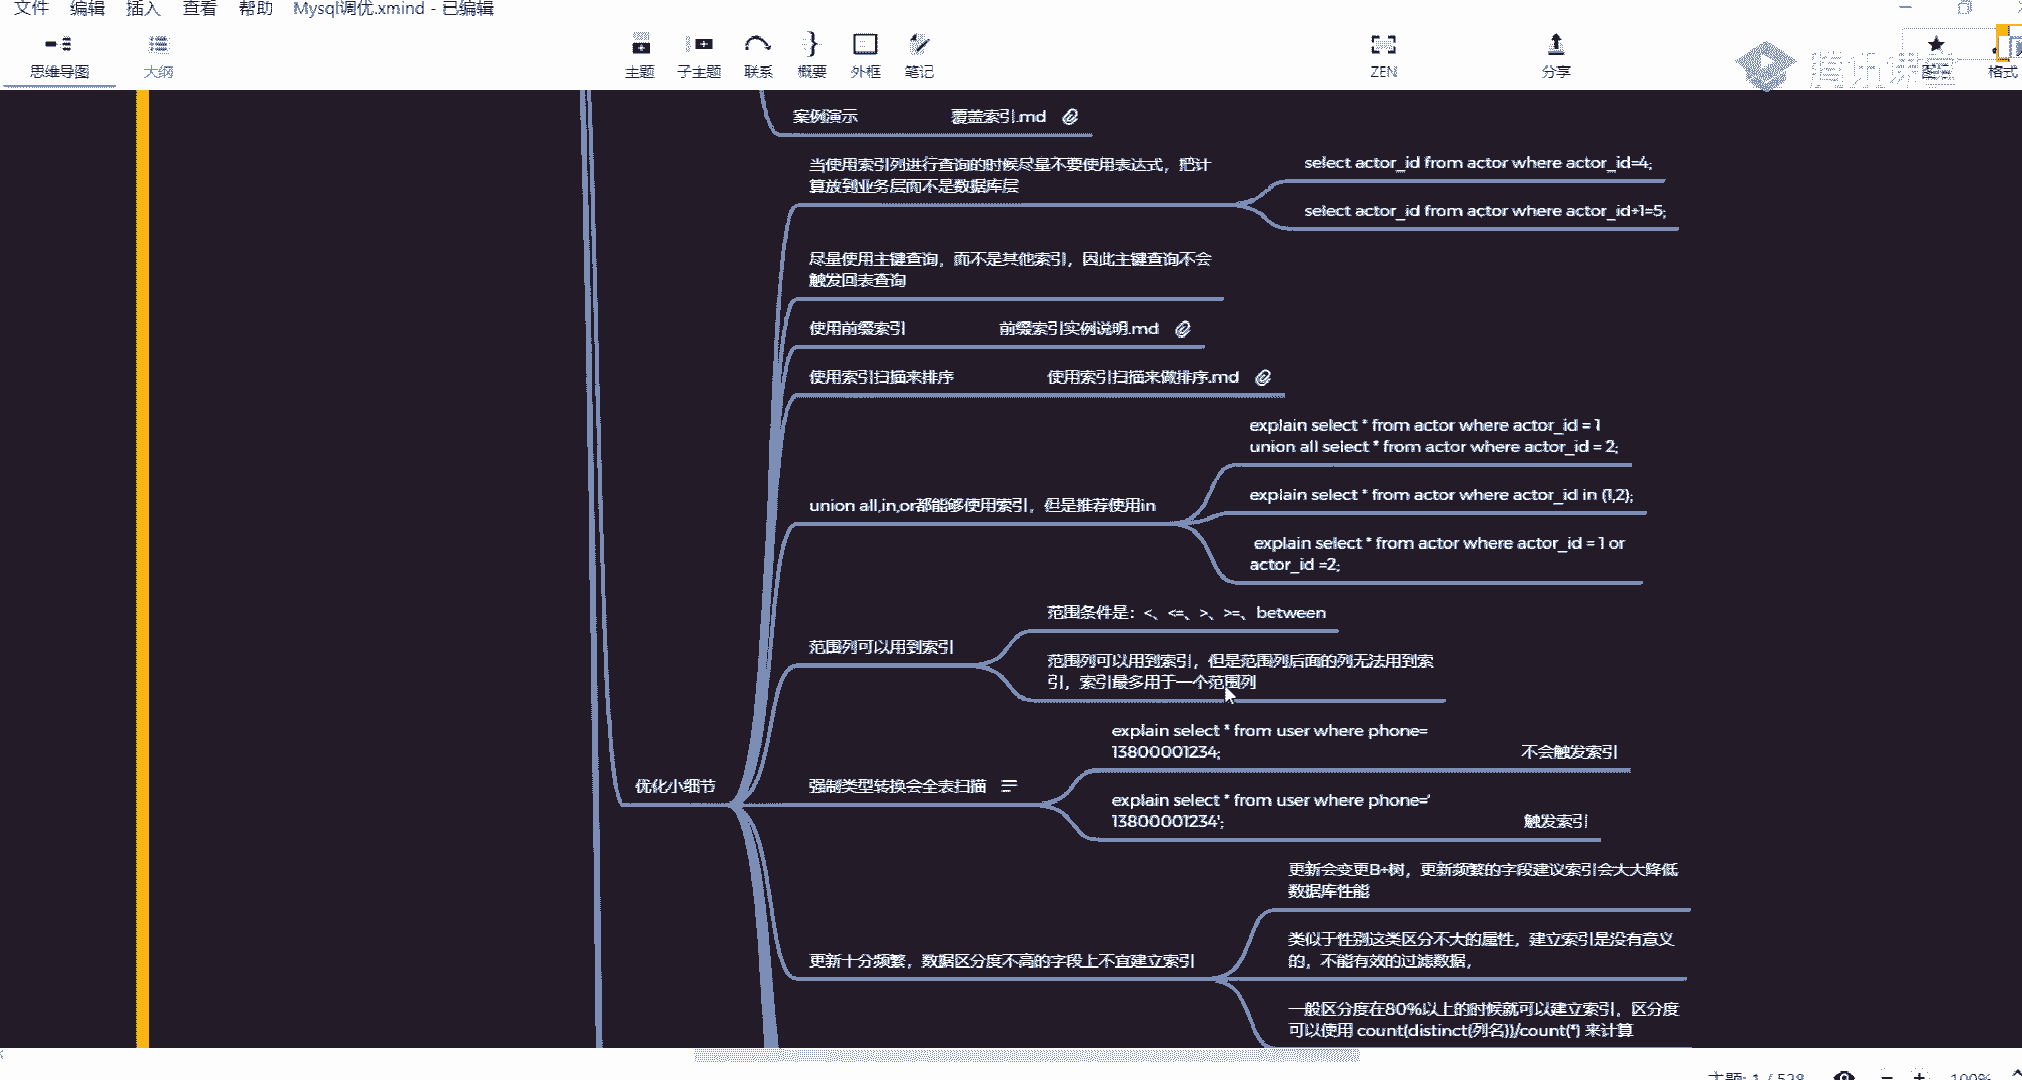 文件 编辑 插入 查看 帮助 Mysql调优.xmind - 已编辑
思维导图 大纲 主题 子主题 联系 概要 外框 笔记 ZEN 分享 格式
腾讯课堂
案例演示 覆盖索引.md
当使用索引列进行查询的时候尽量不要使用表达式，把计
算放到业务层而不是数据库层
select actor_id from actor where actor_id=4;
select actor_id from actor where actor_id+1=5;
尽量使用主键查询，而不是其他索引，因此主键查询不会
触发回表查询
使用前缀索引 前缀索引实例说明.md
使用索引扫描来排序 使用索引扫描来做排序.md
union all,in,or都能够使用索引，但是推荐使用in
explain select * from actor where actor_id = 1
union all select * from actor where actor_id = 2;
explain select * from actor where actor_id in (1,2);
explain select * from actor where actor_id = 1 or
actor_id =2;
范围列可以用到索引
范围条件是：<、<=、>、>=、between
范围列可以用到索引，但是范围列后面的列无法用到索
引，索引最多用于一个范围列
优化小细节
强制类型转换会全表扫描
explain select * from user where phone=
13800001234; 不会触发索引
explain select * from user where phone='
13800001234'; 触发索引
更新十分频繁，数据区分度不高的字段上不宜建立索引
更新会变更B+树，更新频繁的字段建议索引会大大降低
数据库性能
类似于性别这类区分不大的属性，建立索引是没有意义
的，不能有效的过滤数据，
一般区分度在80%以上的时候就可以建立索引，区分度
可以使用 count(distinct(列名))/count(*) 来计算
主题: 1 / 528 100%